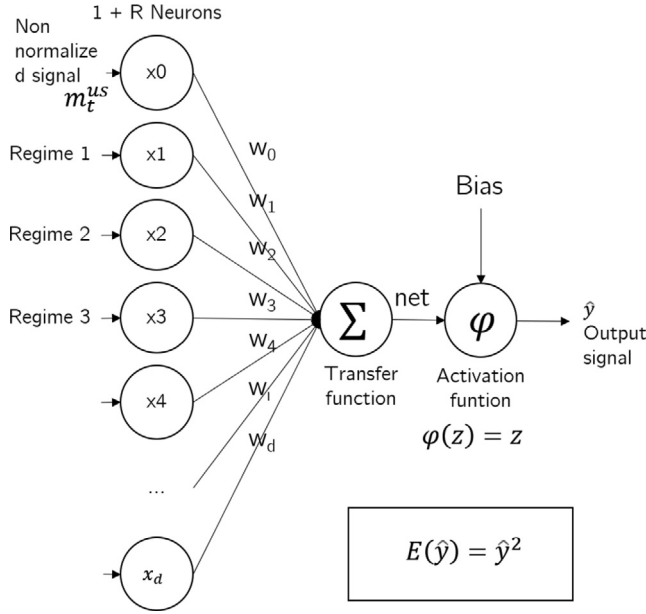 1 + R Neurons
Non
normalize
d signal
m_t^{us}
x0
Regime 1
x1
Regime 2
x2
Regime 3
x3
x4
...
x_d
w_0
w_1
w_2
w_3
w_4
w_i
w_d
Σ
Transfer
function
net
Bias
φ
Activation
funtion
φ(z) = z
ŷ
Output
signal
E(ŷ) = ŷ²